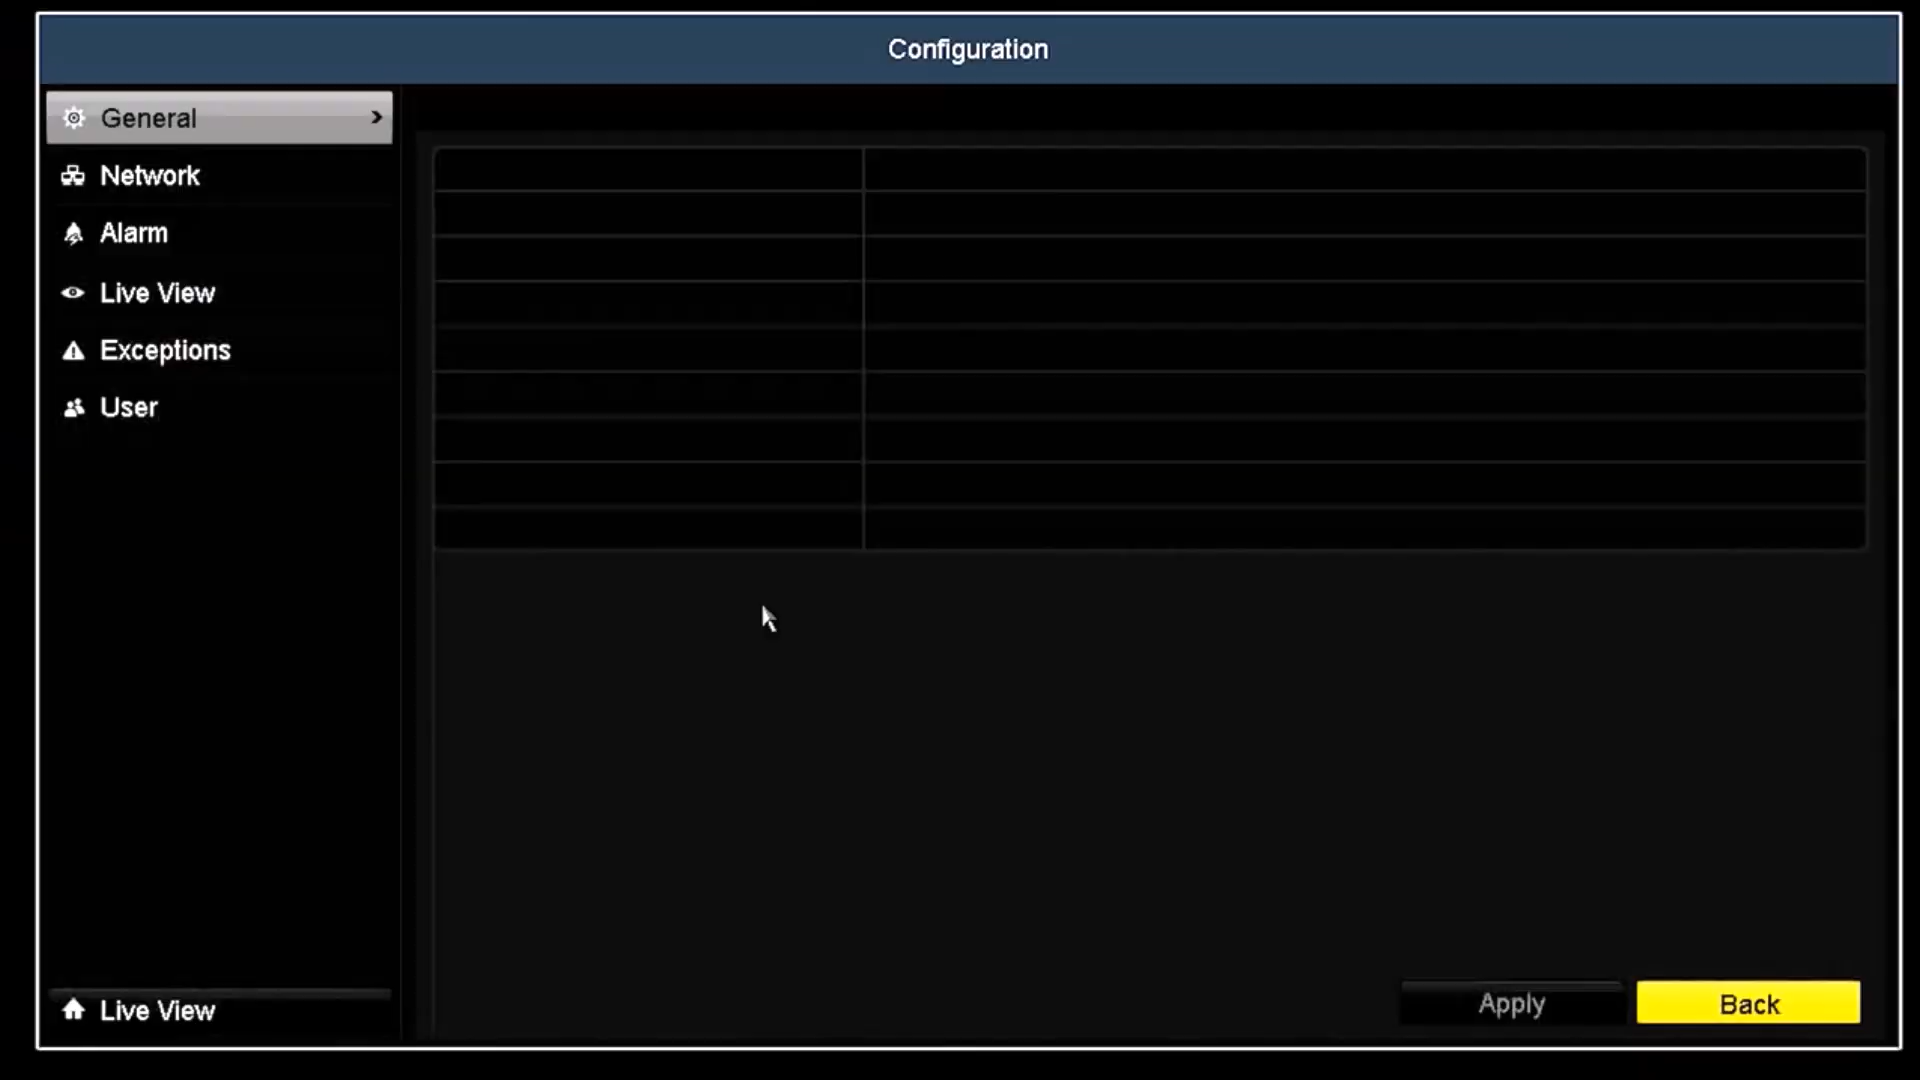 Configuration
General
Network
Alarm
Live View
Exceptions
User
Live View
Apply
Back